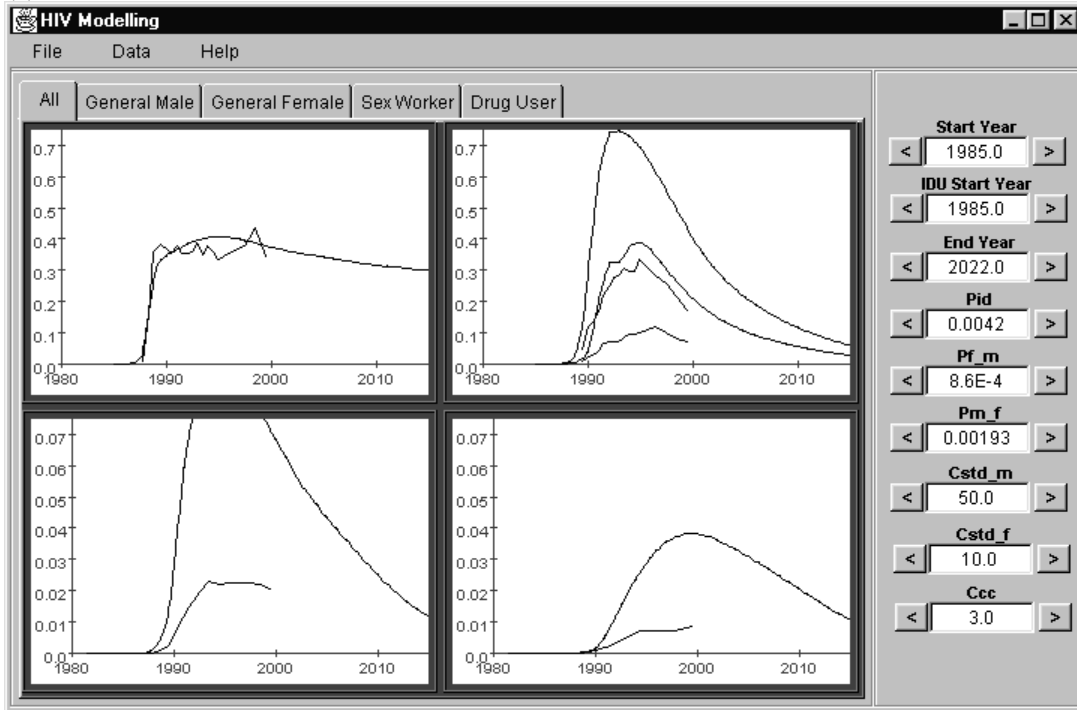 HIV Modelling
File Data Help
All General Male General Female Sex Worker Drug User
0.7
0.6
0.5
0.4
0.3
0.2
0.1
0.0
1980 1990 2000 2010
0.7
0.6
0.5
0.4
0.3
0.2
0.1
0.0
1980 1990 2000 2010
0.07
0.06
0.05
0.04
0.03
0.02
0.01
0.0
1980 1990 2000 2010
0.07
0.06
0.05
0.04
0.03
0.02
0.01
0.0
1980 1990 2000 2010
Start Year
< 1985.0 >
IDU Start Year
< 1985.0 >
End Year
< 2022.0 >
Pid
< 0.0042 >
Pf_m
< 8.6E-4 >
Pm_f
< 0.00193 >
Cstd_m
< 50.0 >
Cstd_f
< 10.0 >
Ccc
< 3.0 >